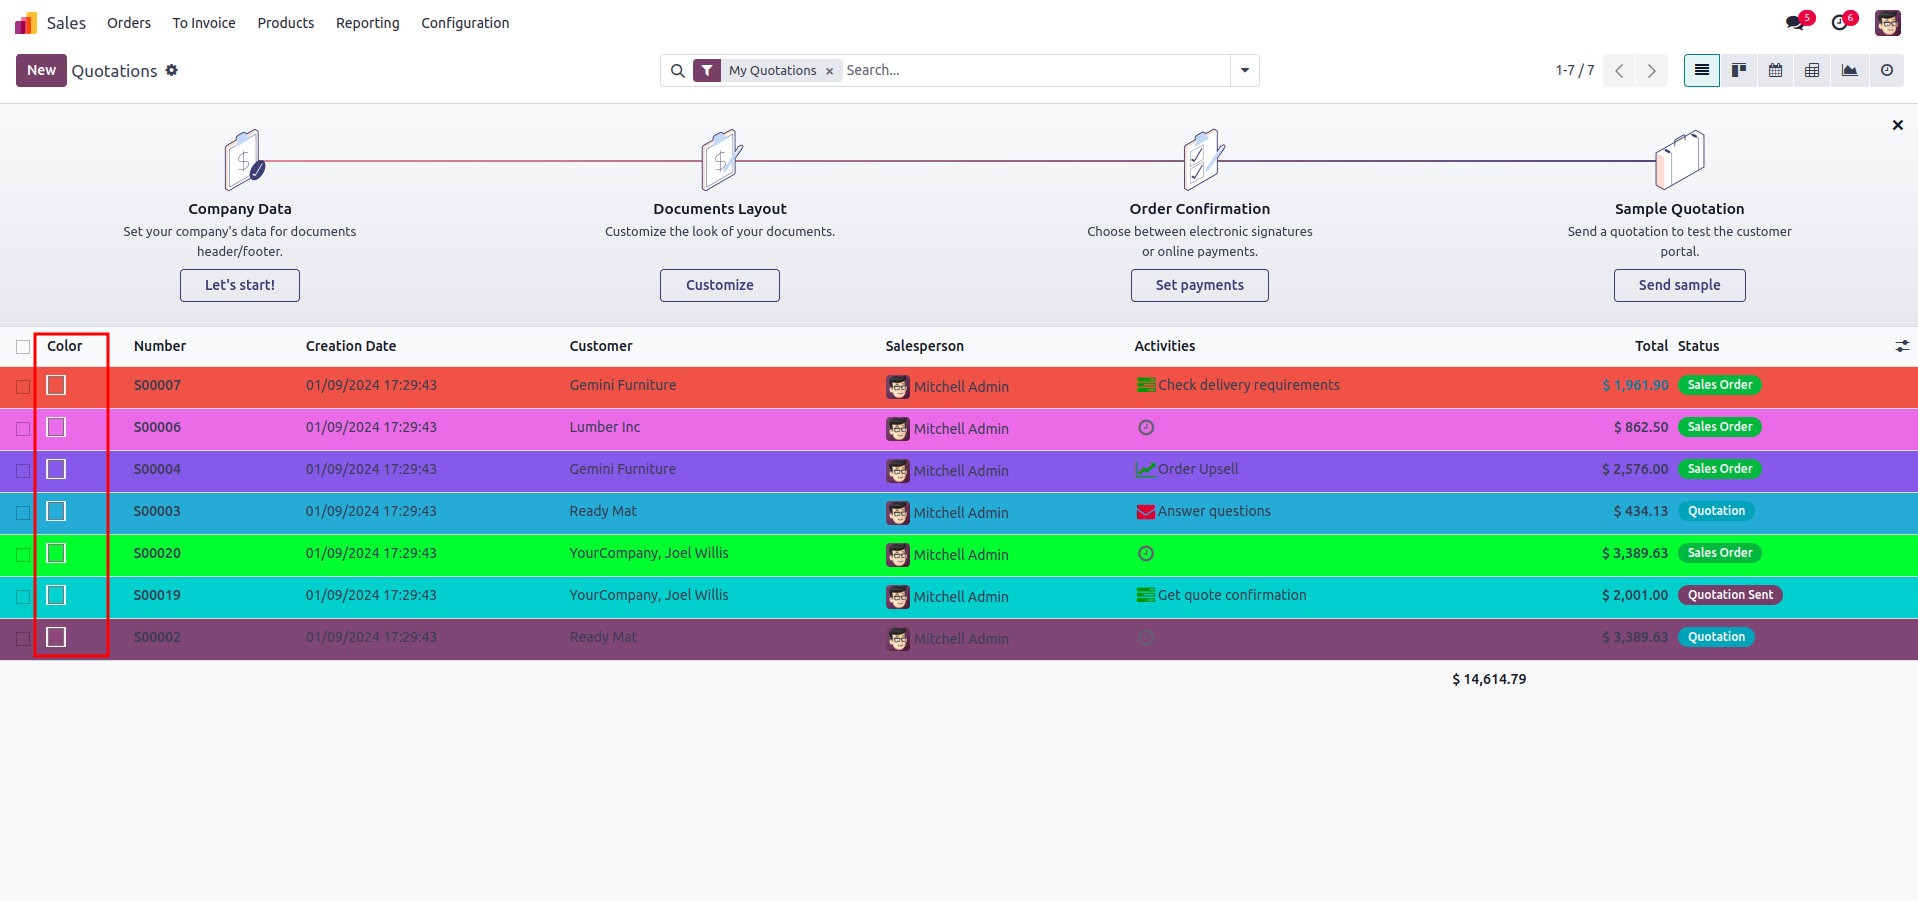 Sales Orders To Invoice Products Reporting Configuration 5 6
New Quotations My Quotations × Search... 1-7 / 7
Company Data
Set your company's data for documents
header/footer.
Let's start!
Documents Layout
Customize the look of your documents.
Customize
Order Confirmation
Choose between electronic signatures
or online payments.
Set payments
Sample Quotation
Send a quotation to test the customer
portal.
Send sample
Color Number Creation Date Customer Salesperson Activities Total Status
S00007 01/09/2024 17:29:43 Gemini Furniture Mitchell Admin Check delivery requirements $ 1,961.90 Sales Order
S00006 01/09/2024 17:29:43 Lumber Inc Mitchell Admin $ 862.50 Sales Order
S00004 01/09/2024 17:29:43 Gemini Furniture Mitchell Admin Order Upsell $ 2,576.00 Sales Order
S00003 01/09/2024 17:29:43 Ready Mat Mitchell Admin Answer questions $ 434.13 Quotation
S00020 01/09/2024 17:29:43 YourCompany, Joel Willis Mitchell Admin $ 3,389.63 Sales Order
S00019 01/09/2024 17:29:43 YourCompany, Joel Willis Mitchell Admin Get quote confirmation $ 2,001.00 Quotation Sent
S00002 01/09/2024 17:29:43 Ready Mat Mitchell Admin $ 3,389.63 Quotation
$ 14,614.79